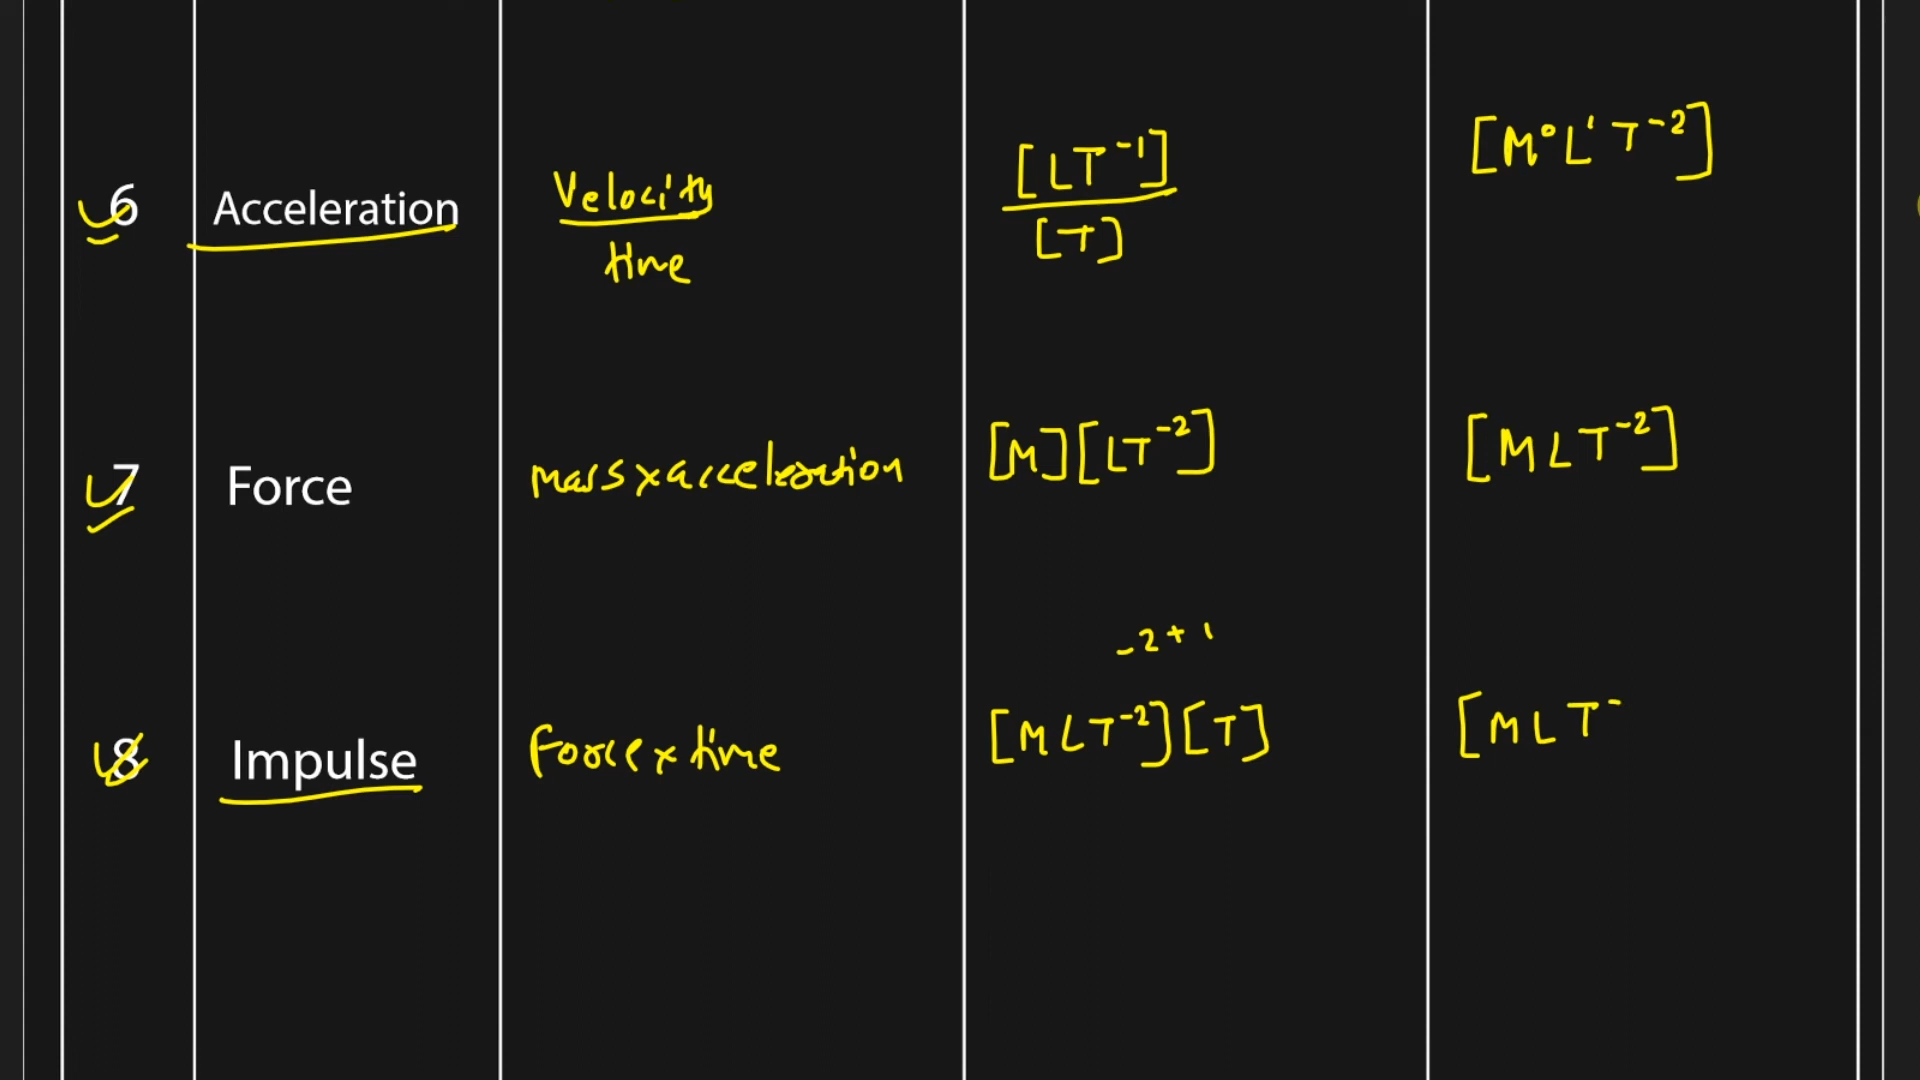 6 Acceleration Velocity / time [LT⁻¹] / [T] [M⁰L¹T⁻²]
7 Force mass x acceleration [M][LT⁻²] [MLT⁻²]
-2+1
8 Impulse Force x time [MLT⁻²][T] [MLT⁻